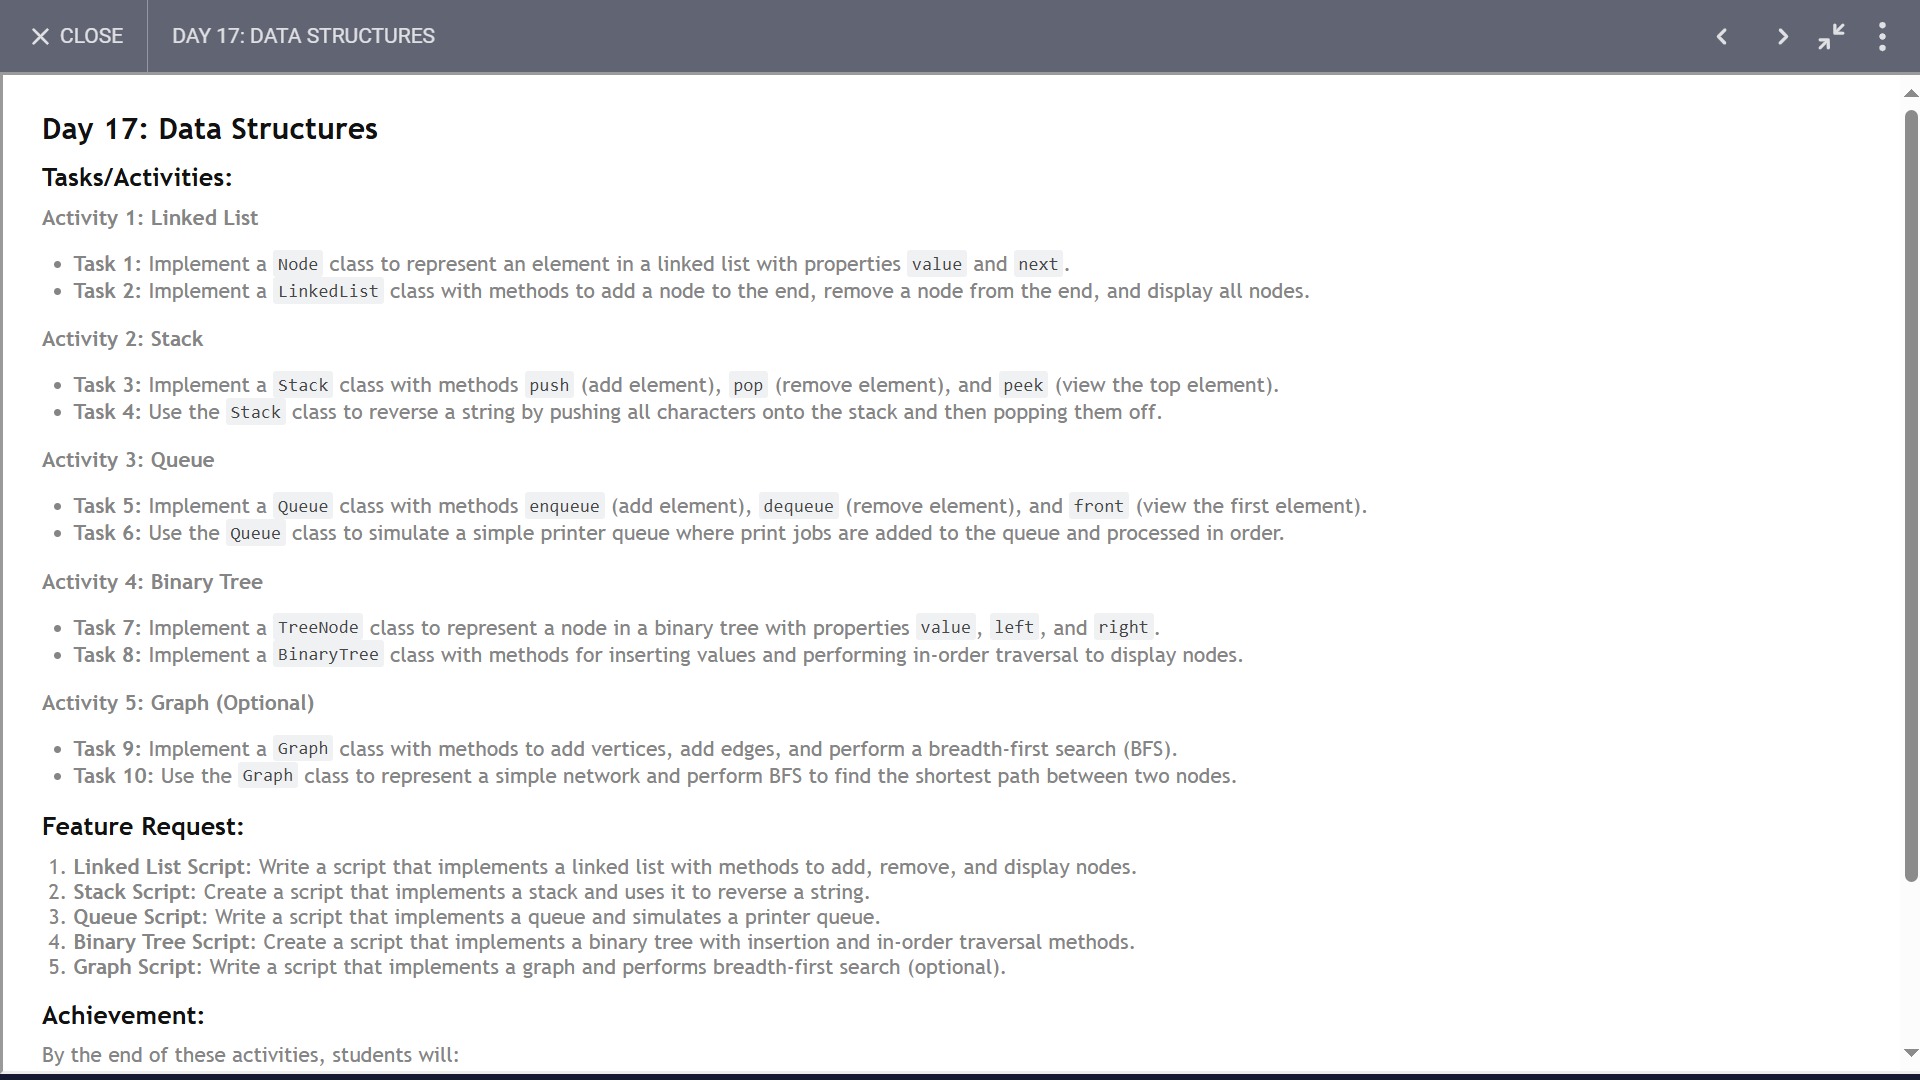 CLOSE
DAY 17: DATA STRUCTURES
Day 17: Data Structures
Tasks/Activities:
Activity 1: Linked List
Task 1: Implement a Node class to represent an element in a linked list with properties value and next.
Task 2: Implement a LinkedList class with methods to add a node to the end, remove a node from the end, and display all nodes.
Activity 2: Stack
Task 3: Implement a Stack class with methods push (add element), pop (remove element), and peek (view the top element).
Task 4: Use the Stack class to reverse a string by pushing all characters onto the stack and then popping them off.
Activity 3: Queue
Task 5: Implement a Queue class with methods enqueue (add element), dequeue (remove element), and front (view the first element).
Task 6: Use the Queue class to simulate a simple printer queue where print jobs are added to the queue and processed in order.
Activity 4: Binary Tree
Task 7: Implement a TreeNode class to represent a node in a binary tree with properties value, left, and right.
Task 8: Implement a BinaryTree class with methods for inserting values and performing in-order traversal to display nodes.
Activity 5: Graph (Optional)
Task 9: Implement a Graph class with methods to add vertices, add edges, and perform a breadth-first search (BFS).
Task 10: Use the Graph class to represent a simple network and perform BFS to find the shortest path between two nodes.
Feature Request:
1. Linked List Script: Write a script that implements a linked list with methods to add, remove, and display nodes.
2. Stack Script: Create a script that implements a stack and uses it to reverse a string.
3. Queue Script: Write a script that implements a queue and simulates a printer queue.
4. Binary Tree Script: Create a script that implements a binary tree with insertion and in-order traversal methods.
5. Graph Script: Write a script that implements a graph and performs breadth-first search (optional).
Achievement:
By the end of these activities, students will: